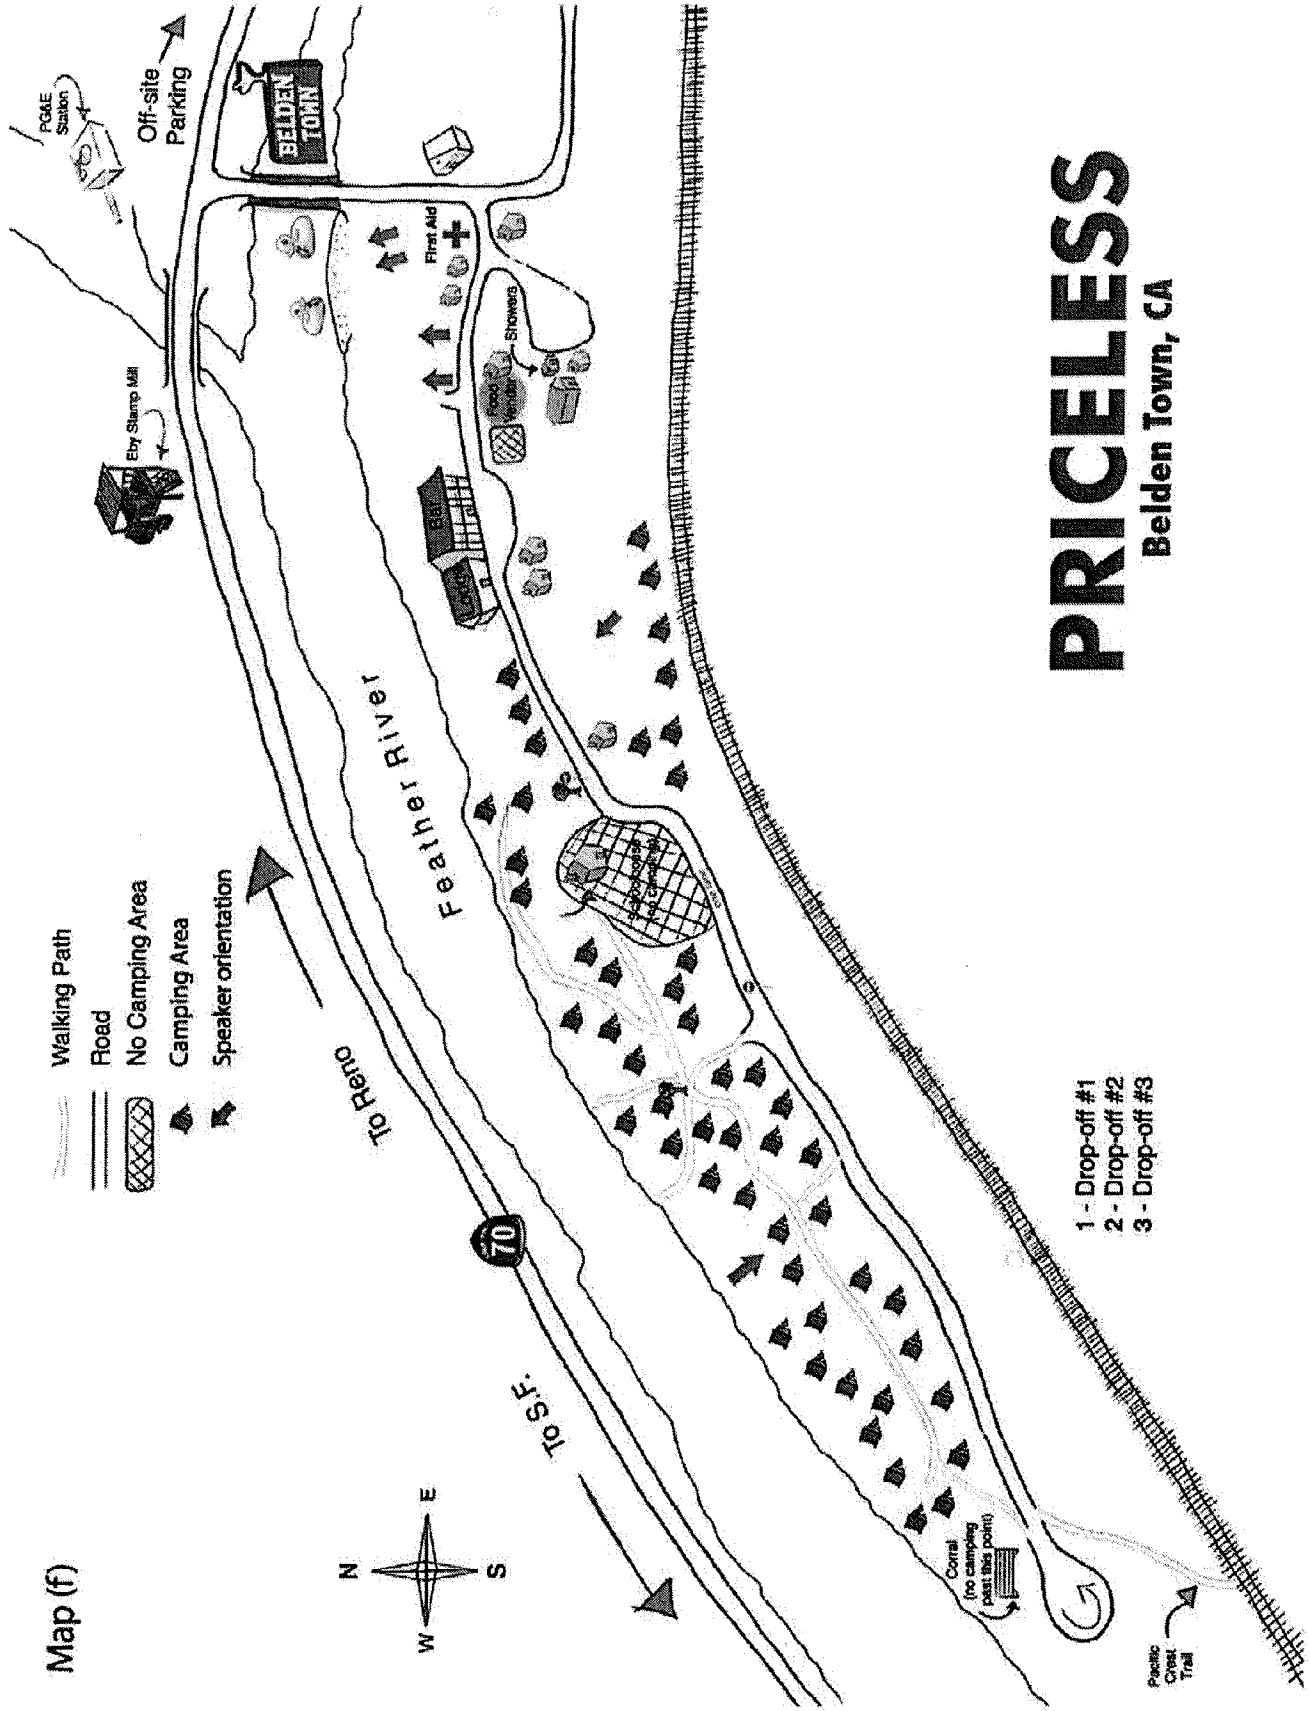 Map (f)
Walking Path
Road
No Camping Area
Camping Area
Speaker orientation
PG&E
Station
Off-site
Parking
BELDEN
TOWN
Eby Stamp Mill
First Aid
Showers
Food
Vendor
Bar
Lodge
Feather River
To Reno
70
To S.F.
N
E
S
W
(no camping)
Corral
(no camping
past this point)
Pacific
Crest
Trail
1 - Drop-off #1
2 - Drop-off #2
3 - Drop-off #3
PRICELESS
Belden Town, CA